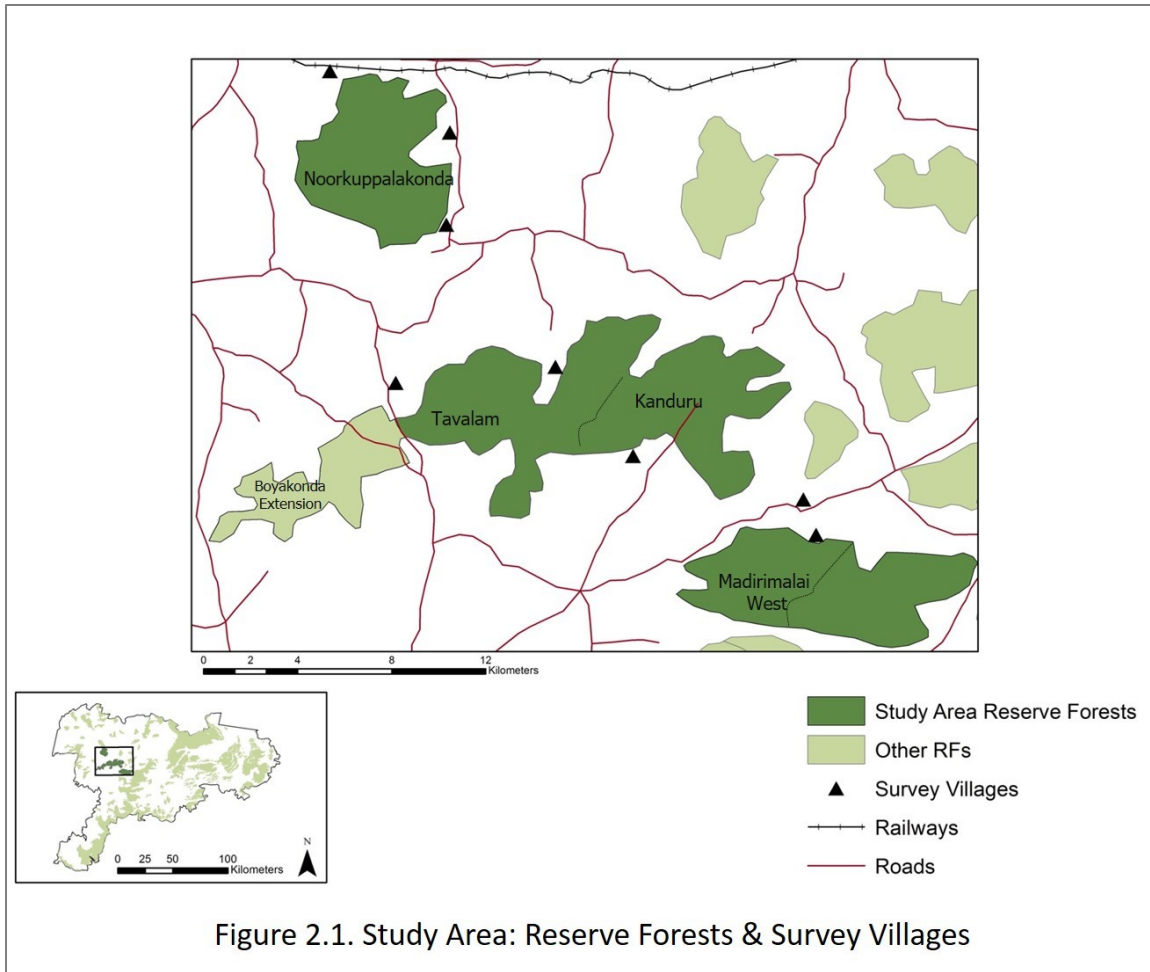 Noorkuppalakonda
Tavalam
Kanduru
Boyakonda
Extension
Madirimalai
West
0 2 4 8 12
Kilometers
N
0 25 50 100
Kilometers
Study Area Reserve Forests
Other RFs
Survey Villages
Railways
Roads
Figure 2.1. Study Area: Reserve Forests & Survey Villages